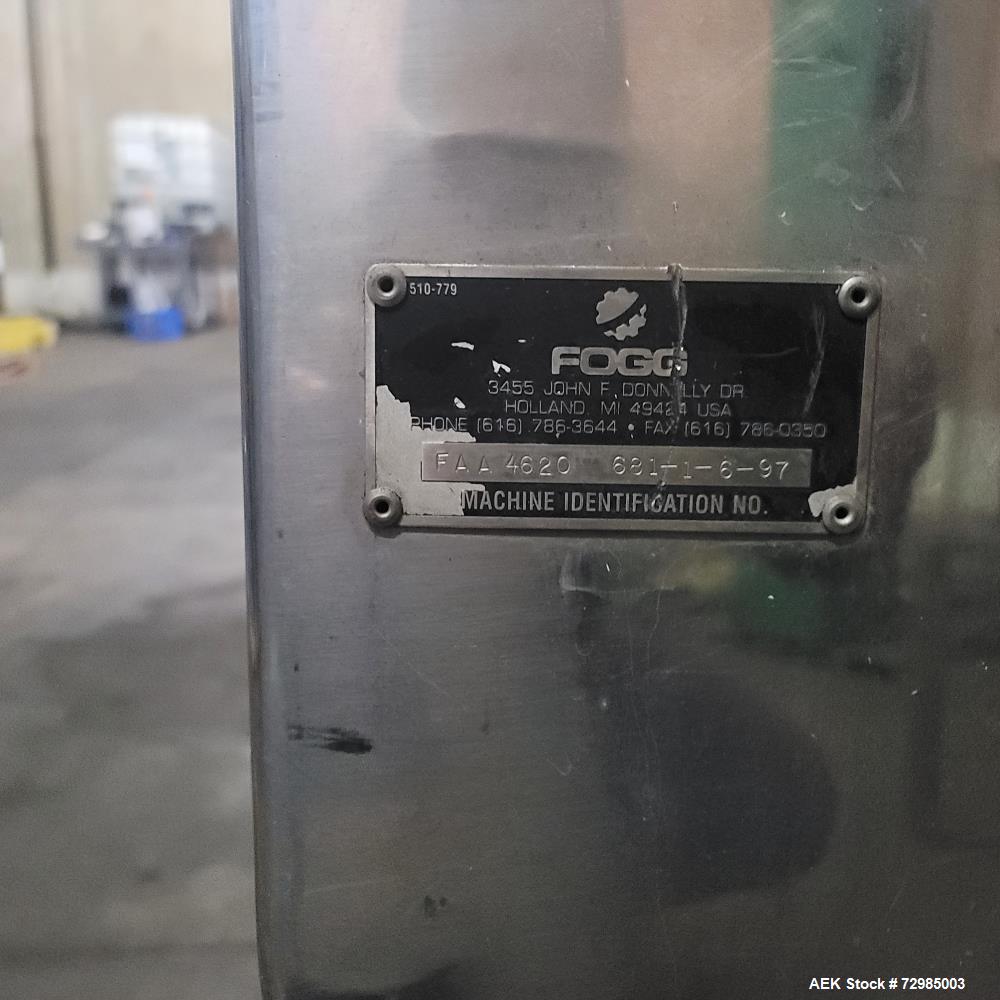 510-779
FOGG
3455 JOHN F. DONNELLY DR.
HOLLAND, MI 49424 USA
PHONE (616) 786-3644 • FAX (616) 786-0350
FAA 4620 681-1-6-97
MACHINE IDENTIFICATION NO.
AEK Stock # 72985003